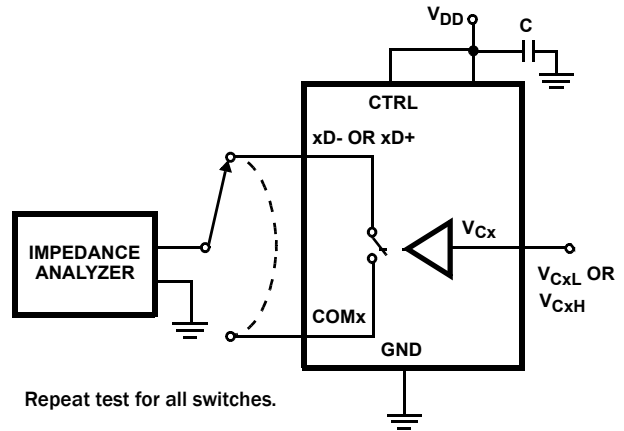 VDD
C
CTRL
xD- OR xD+
IMPEDANCE
ANALYZER
VCx
VCxL OR
VCxH
COMx
GND
Repeat test for all switches.